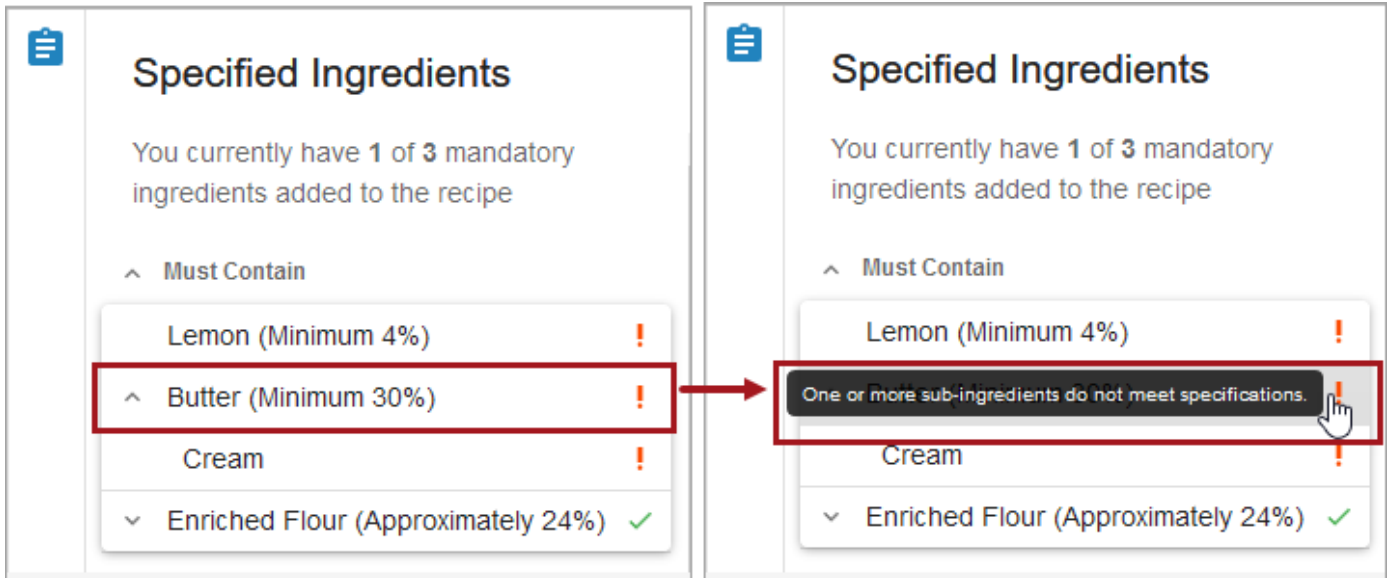 Specified Ingredients
You currently have 1 of 3 mandatory
ingredients added to the recipe
Must Contain
Lemon (Minimum 4%)
Butter (Minimum 30%)
Cream
Enriched Flour (Approximately 24%)
Specified Ingredients
You currently have 1 of 3 mandatory
ingredients added to the recipe
Must Contain
Lemon (Minimum 4%)
One or more sub-ingredients do not meet specifications.
Cream
Enriched Flour (Approximately 24%)